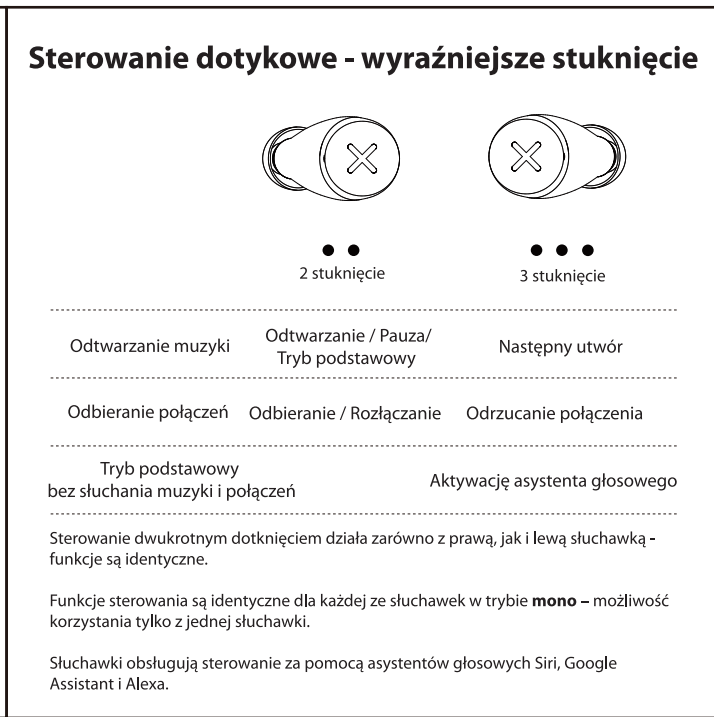 Sterowanie dotykowe - wyraźniejsze stuknięcie
2 stuknięcie
3 stuknięcie
Odtwarzanie muzyki
Odtwarzanie / Pauza/
Tryb podstawowy
Następny utwór
Odbieranie połączeń
Odbieranie / Rozłączanie
Odrzucanie połączenia
Tryb podstawowy
bez słuchania muzyki i połączeń
Aktywację asystenta głosowego
Sterowanie dwukrotnym dotknięciem działa zarówno z prawą, jak i lewą słuchawką -
funkcje są identyczne.
Funkcje sterowania są identyczne dla każdej ze słuchawek w trybie mono – możliwość
korzystania tylko z jednej słuchawki.
Słuchawki obsługują sterowanie za pomocą asystentów głosowych Siri, Google
Assistant i Alexa.